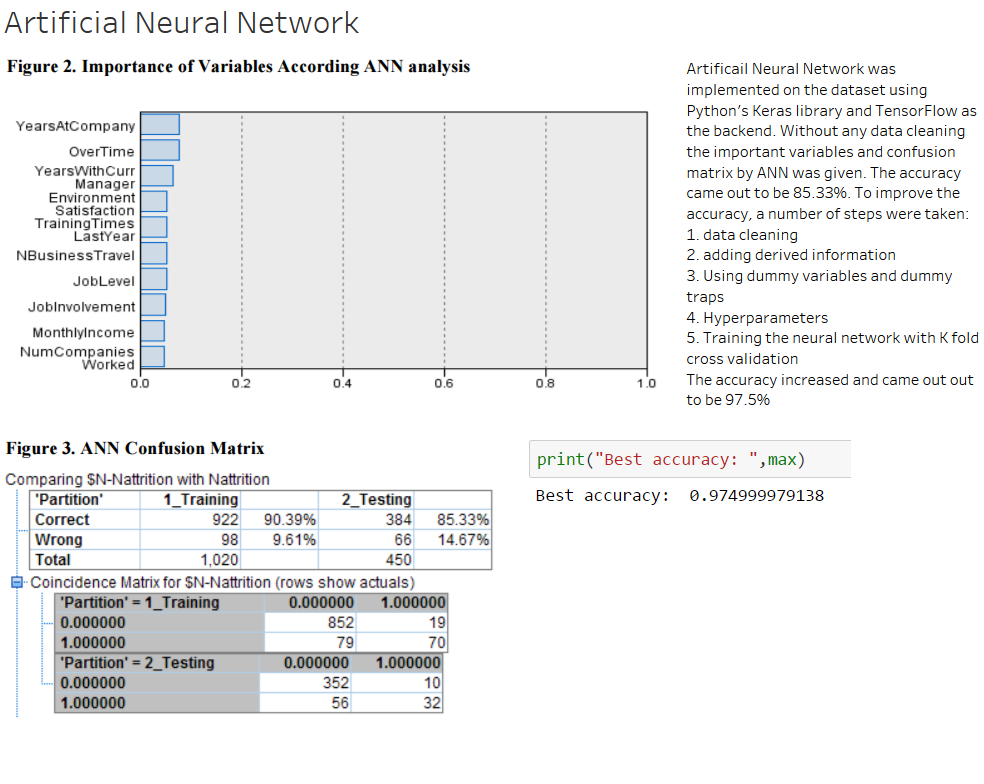 Artificial Neural Network
Figure 2. Importance of Variables According ANN analysis
YearsAtCompany
OverTime
YearsWithCurr
Manager
Environment
Satisfaction
TrainingTimes
LastYear
NBusinessTravel
JobLevel
JobInvolvement
MonthlyIncome
NumCompanies
Worked
0.0 0.2 0.4 0.6 0.8 1.0
Artificail Neural Network was
implemented on the dataset using
Python's Keras library and TensorFlow as
the backend. Without any data cleaning
the important variables and confusion
matrix by ANN was given. The accuracy
came out to be 85.33%. To improve the
accuracy, a number of steps were taken:
1. data cleaning
2. adding derived information
3. Using dummy variables and dummy
traps
4. Hyperparameters
5. Training the neural network with K fold
cross validation
The accuracy increased and came out out
to be 97.5%
Figure 3. ANN Confusion Matrix
Comparing $N-Nattrition with Nattrition
'Partition' 1_Training 2_Testing
Correct 922 90.39% 384 85.33%
Wrong 98 9.61% 66 14.67%
Total 1,020 450
Coincidence Matrix for $N-Nattrition (rows show actuals)
'Partition' = 1_Training 0.000000 1.000000
0.000000 852 19
1.000000 79 70
'Partition' = 2_Testing 0.000000 1.000000
0.000000 352 10
1.000000 56 32
print("Best accuracy: ",max)
Best accuracy: 0.974999979138